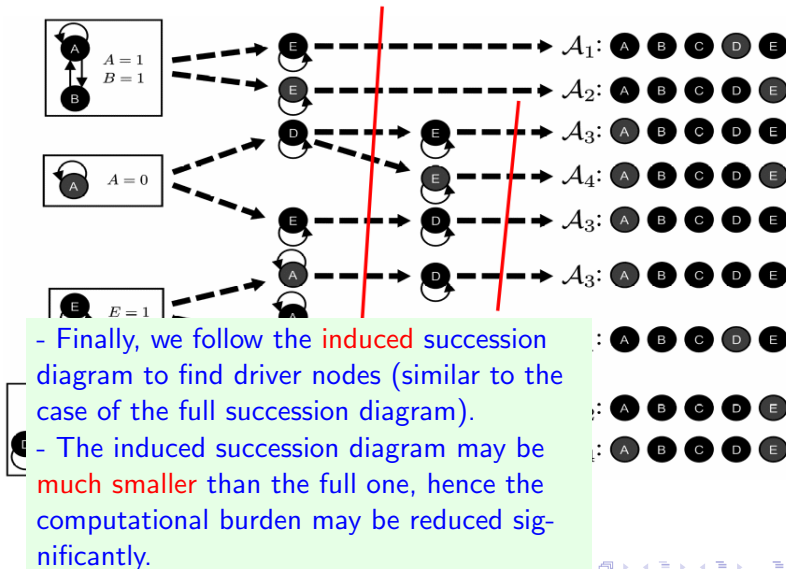 A
A = 1
B = 1
B
E
𝒜₁: A B C D E
E
𝒜₂: A B C D E
D
E
𝒜₃: A B C D E
A
A = 0
E
𝒜₄: A B C D E
E
D
𝒜₃: A B C D E
A
D
𝒜₃: A B C D E
E
E = 1
: A B C D E
- Finally, we follow the induced succession
diagram to find driver nodes (similar to the
case of the full succession diagram).
- The induced succession diagram may be
much smaller than the full one, hence the
computational burden may be reduced sig-
nificantly.
: A B C D E
: A B C D E